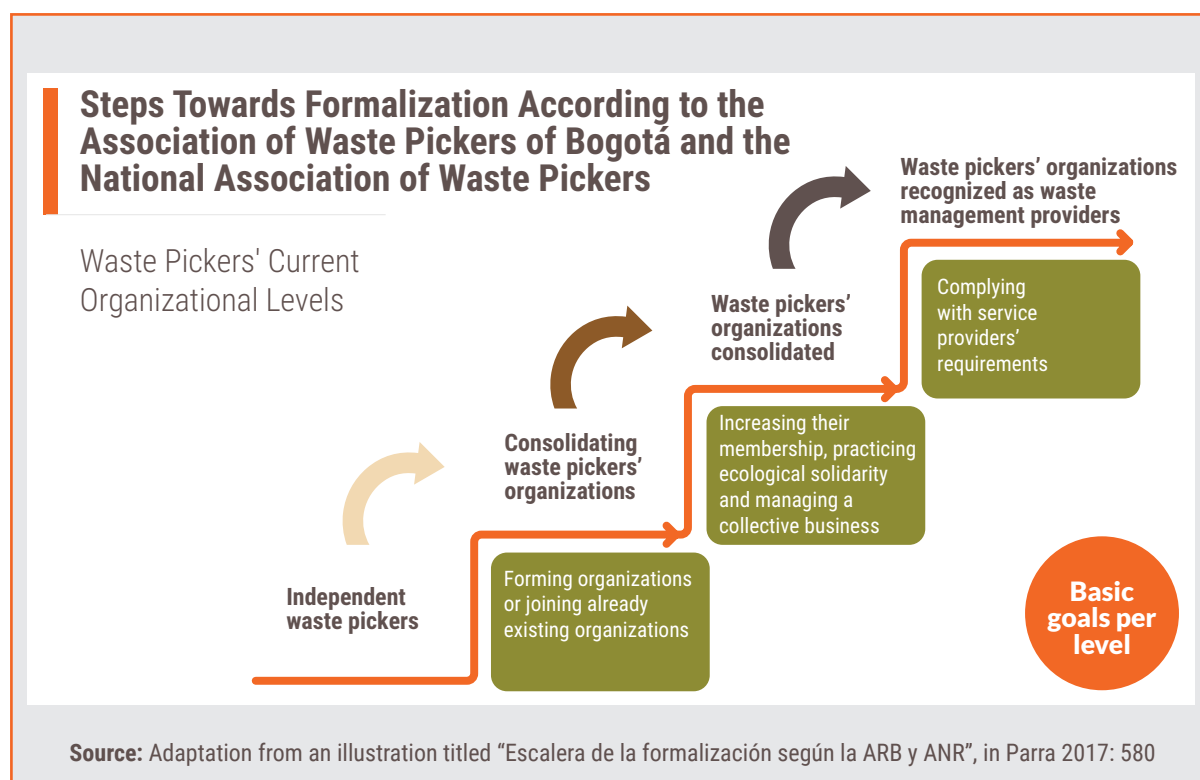 Steps Towards Formalization According to the
Association of Waste Pickers of Bogotá and the
National Association of Waste Pickers
Waste Pickers' Current
Organizational Levels
Waste pickers’ organizations
recognized as waste
management providers
Complying
with service
providers’
requirements
Waste pickers’
organizations
consolidated
Increasing their
membership, practicing
ecological solidarity
and managing a
collective business
Consolidating
waste pickers’
organizations
Forming organizations
or joining already
existing organizations
Independent
waste pickers
Basic
goals per
level
Source: Adaptation from an illustration titled “Escalera de la formalización según la ARB y ANR”, in Parra 2017: 580